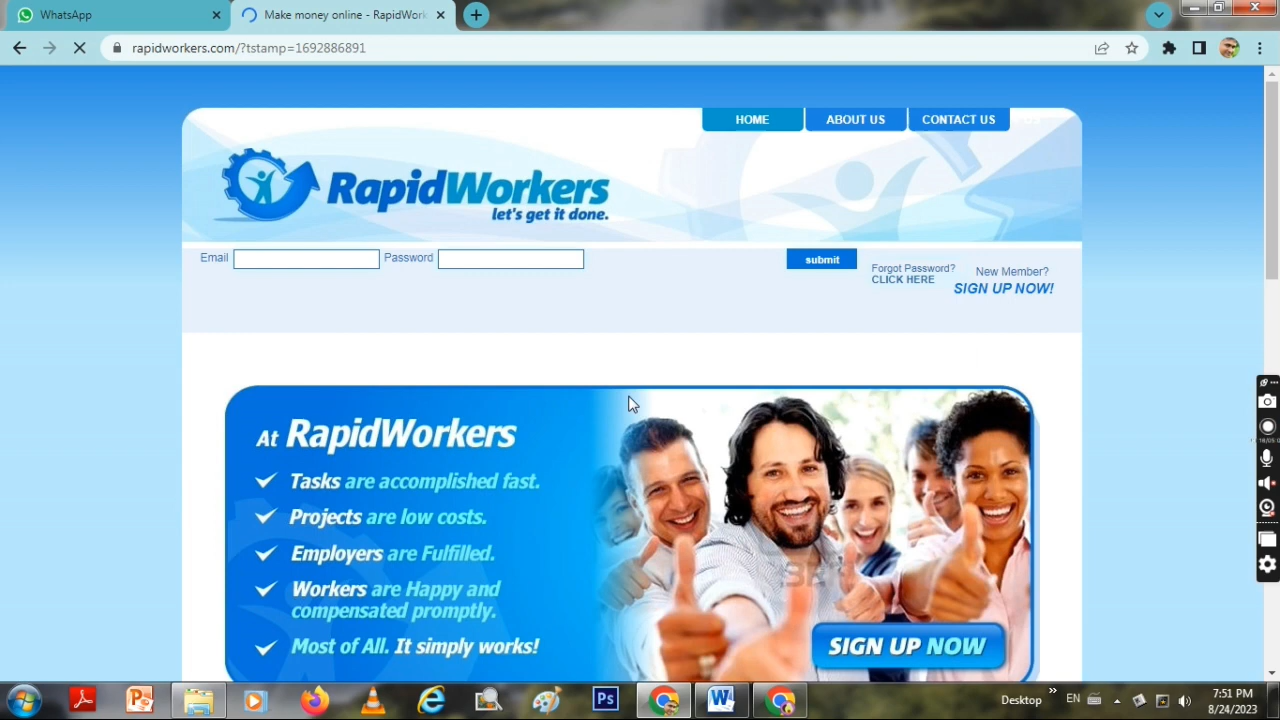 WhatsApp
Make money online - RapidWork
rapidworkers.com/?tstamp=1692886891
HOME
ABOUT US
CONTACT US
RapidWorkers
let's get it done.
Email
Password
submit
Forgot Password?
CLICK HERE
New Member?
SIGN UP NOW!
At RapidWorkers
Tasks are accomplished fast.
Projects are low costs.
Employers are Fulfilled.
Workers are Happy and
compensated promptly.
Most of All. It simply works!
SIGN UP NOW
Ps
Desktop
EN
7:51 PM
8/24/2023